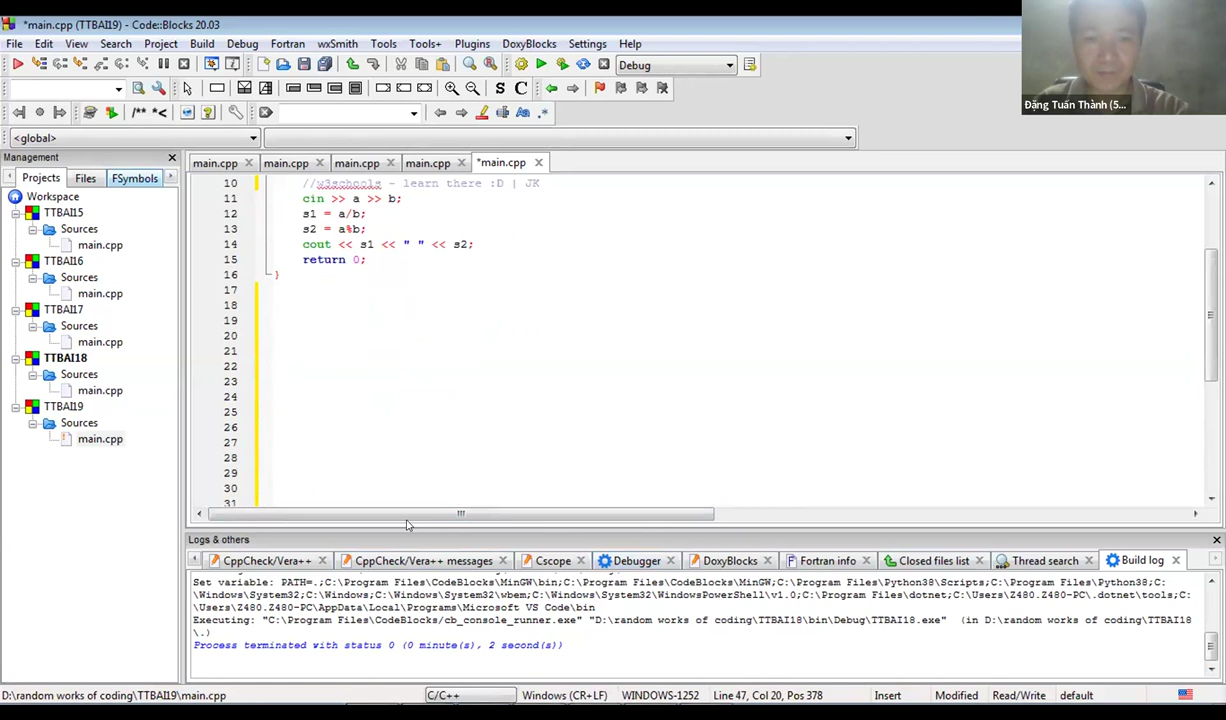 *main.cpp (TTBAI19) - Code::Blocks 20.03
File Edit View Search Project Build Debug Fortran wxSmith Tools Tools+ Plugins DoxyBlocks Settings Help
Debug
S C
/** *<
Aa .*
Đặng Tuấn Thành (5...
<global>
Management
Projects Files FSymbols
Workspace
TTBAI15
Sources
main.cpp
TTBAI16
Sources
main.cpp
TTBAI17
Sources
main.cpp
TTBAI18
Sources
main.cpp
TTBAI19
Sources
main.cpp
main.cpp main.cpp main.cpp main.cpp *main.cpp
10 //w3schools - learn there :D | JK
11 cin >> a >> b;
12 s1 = a/b;
13 s2 = a%b;
14 cout << s1 << " " << s2;
15 return 0;
16 }
17
18
19
20
21
22
23
24
25
26
27
28
29
30
31
Logs & others
CppCheck/Vera++ CppCheck/Vera++ messages Cscope Debugger DoxyBlocks Fortran info Closed files list Thread search Build log
Set variable: PATH=.;C:\Program Files\CodeBlocks\MinGW\bin;C:\Program Files\CodeBlocks\MinGW;C:\Program Files\Python38\Scripts;C:\Program Files\Python38;C:
\Windows\System32;C:\Windows;C:\Windows\System32\wbem;C:\Windows\System32\WindowsPowerShell\v1.0;C:\Program Files\dotnet;C:\Users\Z480.Z480-PC\.dotnet\tools;C:
\Users\Z480.Z480-PC\AppData\Local\Programs\Microsoft VS Code\bin
Executing: "C:\Program Files\CodeBlocks/cb_console_runner.exe" "D:\random works of coding\TTBAI18\bin\Debug\TTBAI18.exe"  (in D:\random works of coding\TTBAI18
\.)
Process terminated with status 0 (0 minute(s), 2 second(s))
D:\random works of coding\TTBAI19\main.cpp C/C++ Windows (CR+LF) WINDOWS-1252 Line 47, Col 20, Pos 378 Insert Modified Read/Write default